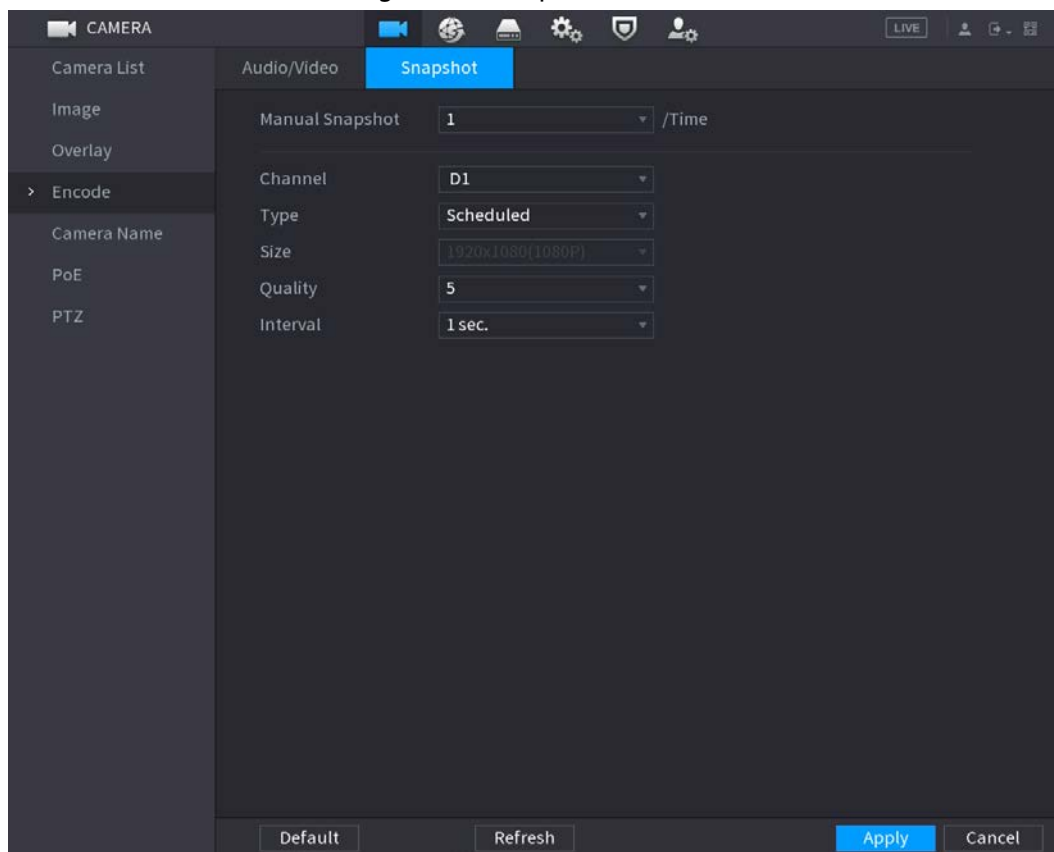 CAMERA
LIVE
Camera List
Audio/Video
Snapshot
Image
Manual Snapshot
1
/Time
Overlay
Channel
D1
Encode
Type
Scheduled
Camera Name
Size
1920x1080(1080P)
PoE
Quality
5
PTZ
Interval
1 sec.
Default
Refresh
Apply
Cancel